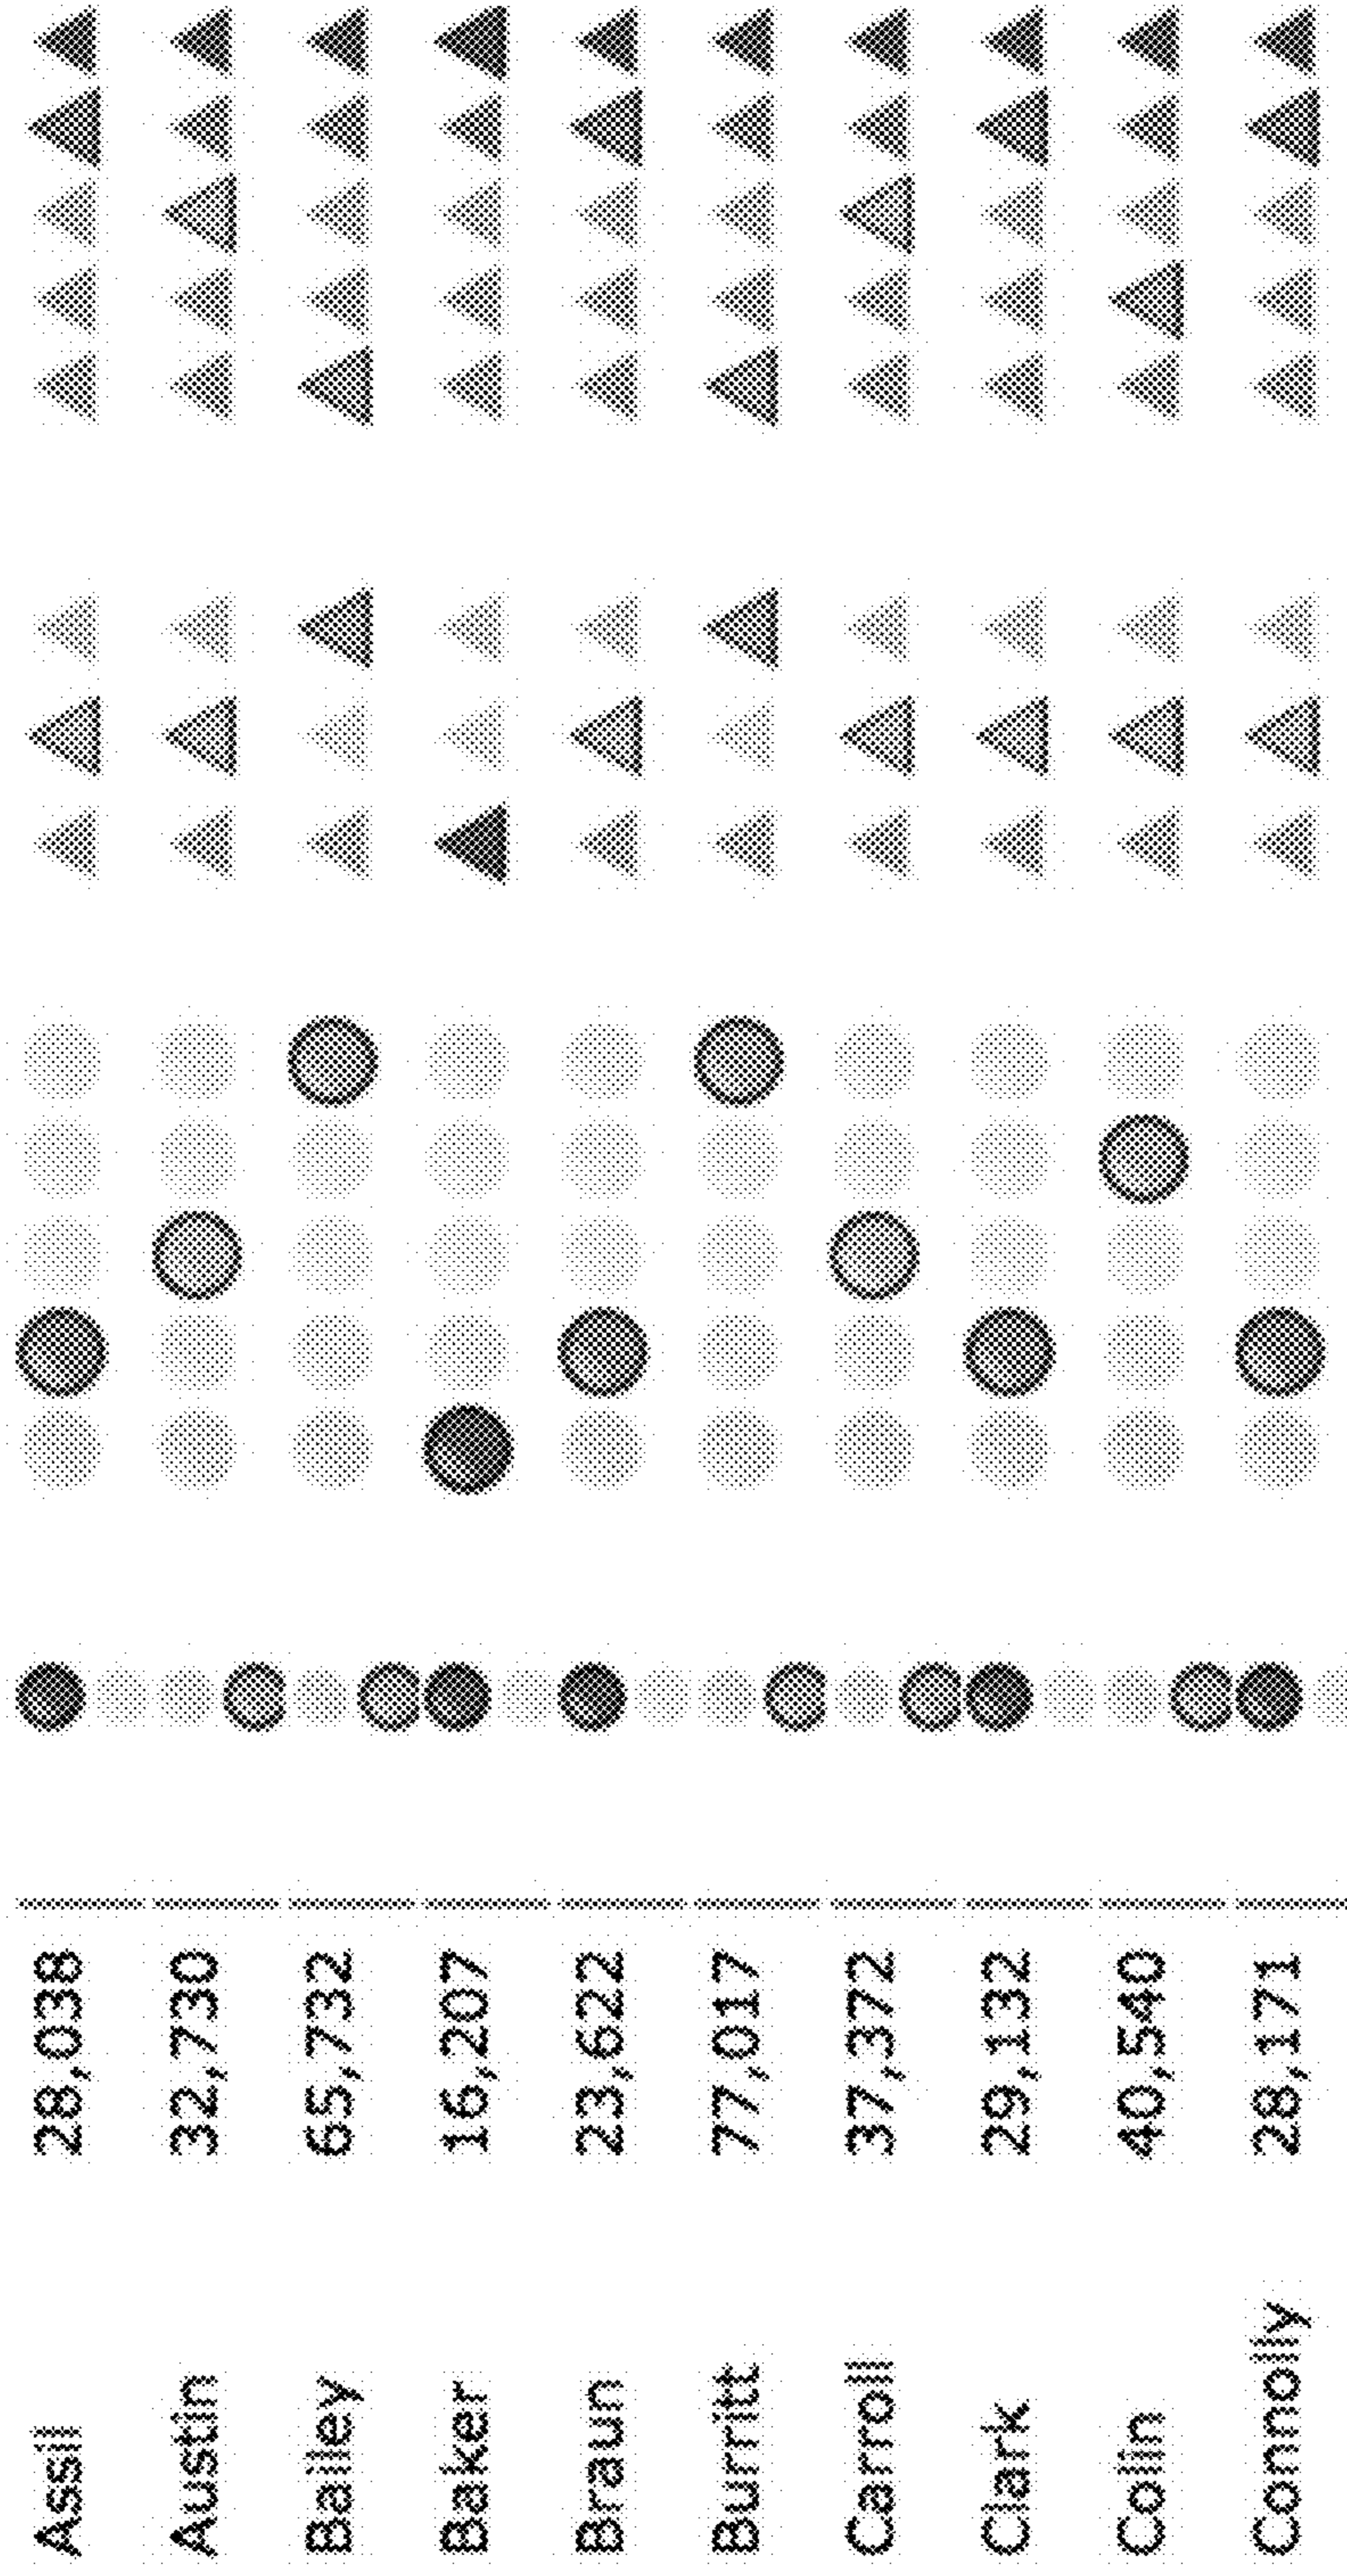 Assil 28,038
Austin 32,730
Bailey 65,732
Baker 16,207
Braun 23,622
Burritt 77,017
Carroll 37,372
Clark 29,132
Colin 40,540
Connolly 28,171